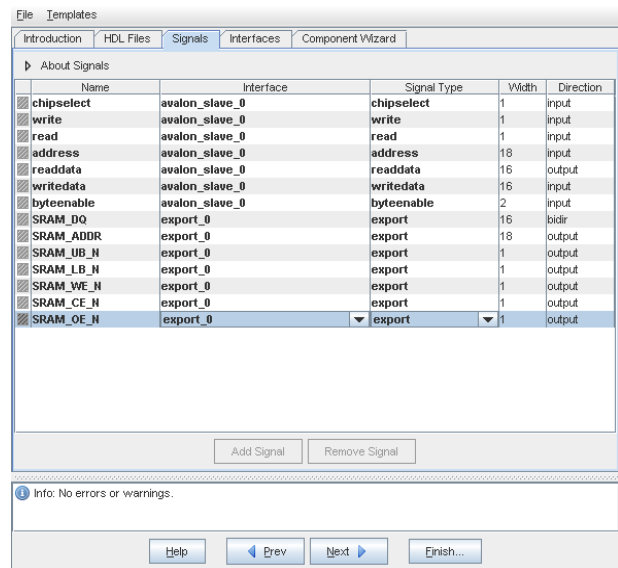 File Templates
Introduction HDL Files Signals Interfaces Component Wizard
About Signals
Name Interface Signal Type Width Direction
chipselect avalon_slave_0 chipselect 1 input
write avalon_slave_0 write 1 input
read avalon_slave_0 read 1 input
address avalon_slave_0 address 18 input
readdata avalon_slave_0 readdata 16 output
writedata avalon_slave_0 writedata 16 input
byteenable avalon_slave_0 byteenable 2 input
SRAM_DQ export_0 export 16 bidir
SRAM_ADDR export_0 export 18 output
SRAM_UB_N export_0 export 1 output
SRAM_LB_N export_0 export 1 output
SRAM_WE_N export_0 export 1 output
SRAM_CE_N export_0 export 1 output
SRAM_OE_N export_0 export 1 output
Add Signal Remove Signal
Info: No errors or warnings.
Help Prev Next Finish...